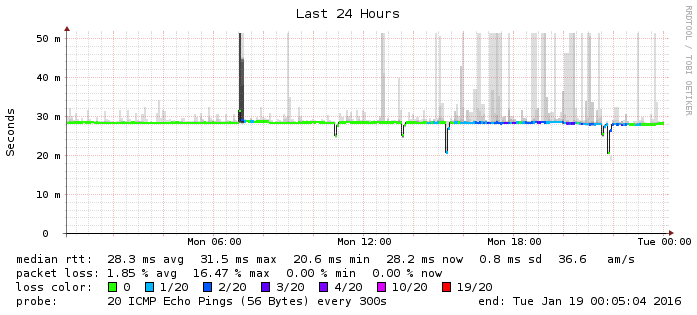 Last 24 Hours
RRDTOOL / TOBI OETIKER
Seconds
50 m
40 m
30 m
20 m
10 m
0
Mon 06:00 Mon 12:00 Mon 18:00 Tue 00:00
median rtt: 28.3 ms avg 31.5 ms max 20.6 ms min 28.2 ms now 0.8 ms sd 36.6 am/s
packet loss: 1.85 % avg 16.47 % max 0.00 % min 0.00 % now
loss color: 0 1/20 2/20 3/20 4/20 10/20 19/20
probe: 20 ICMP Echo Pings (56 Bytes) every 300s end: Tue Jan 19 00:05:04 2016